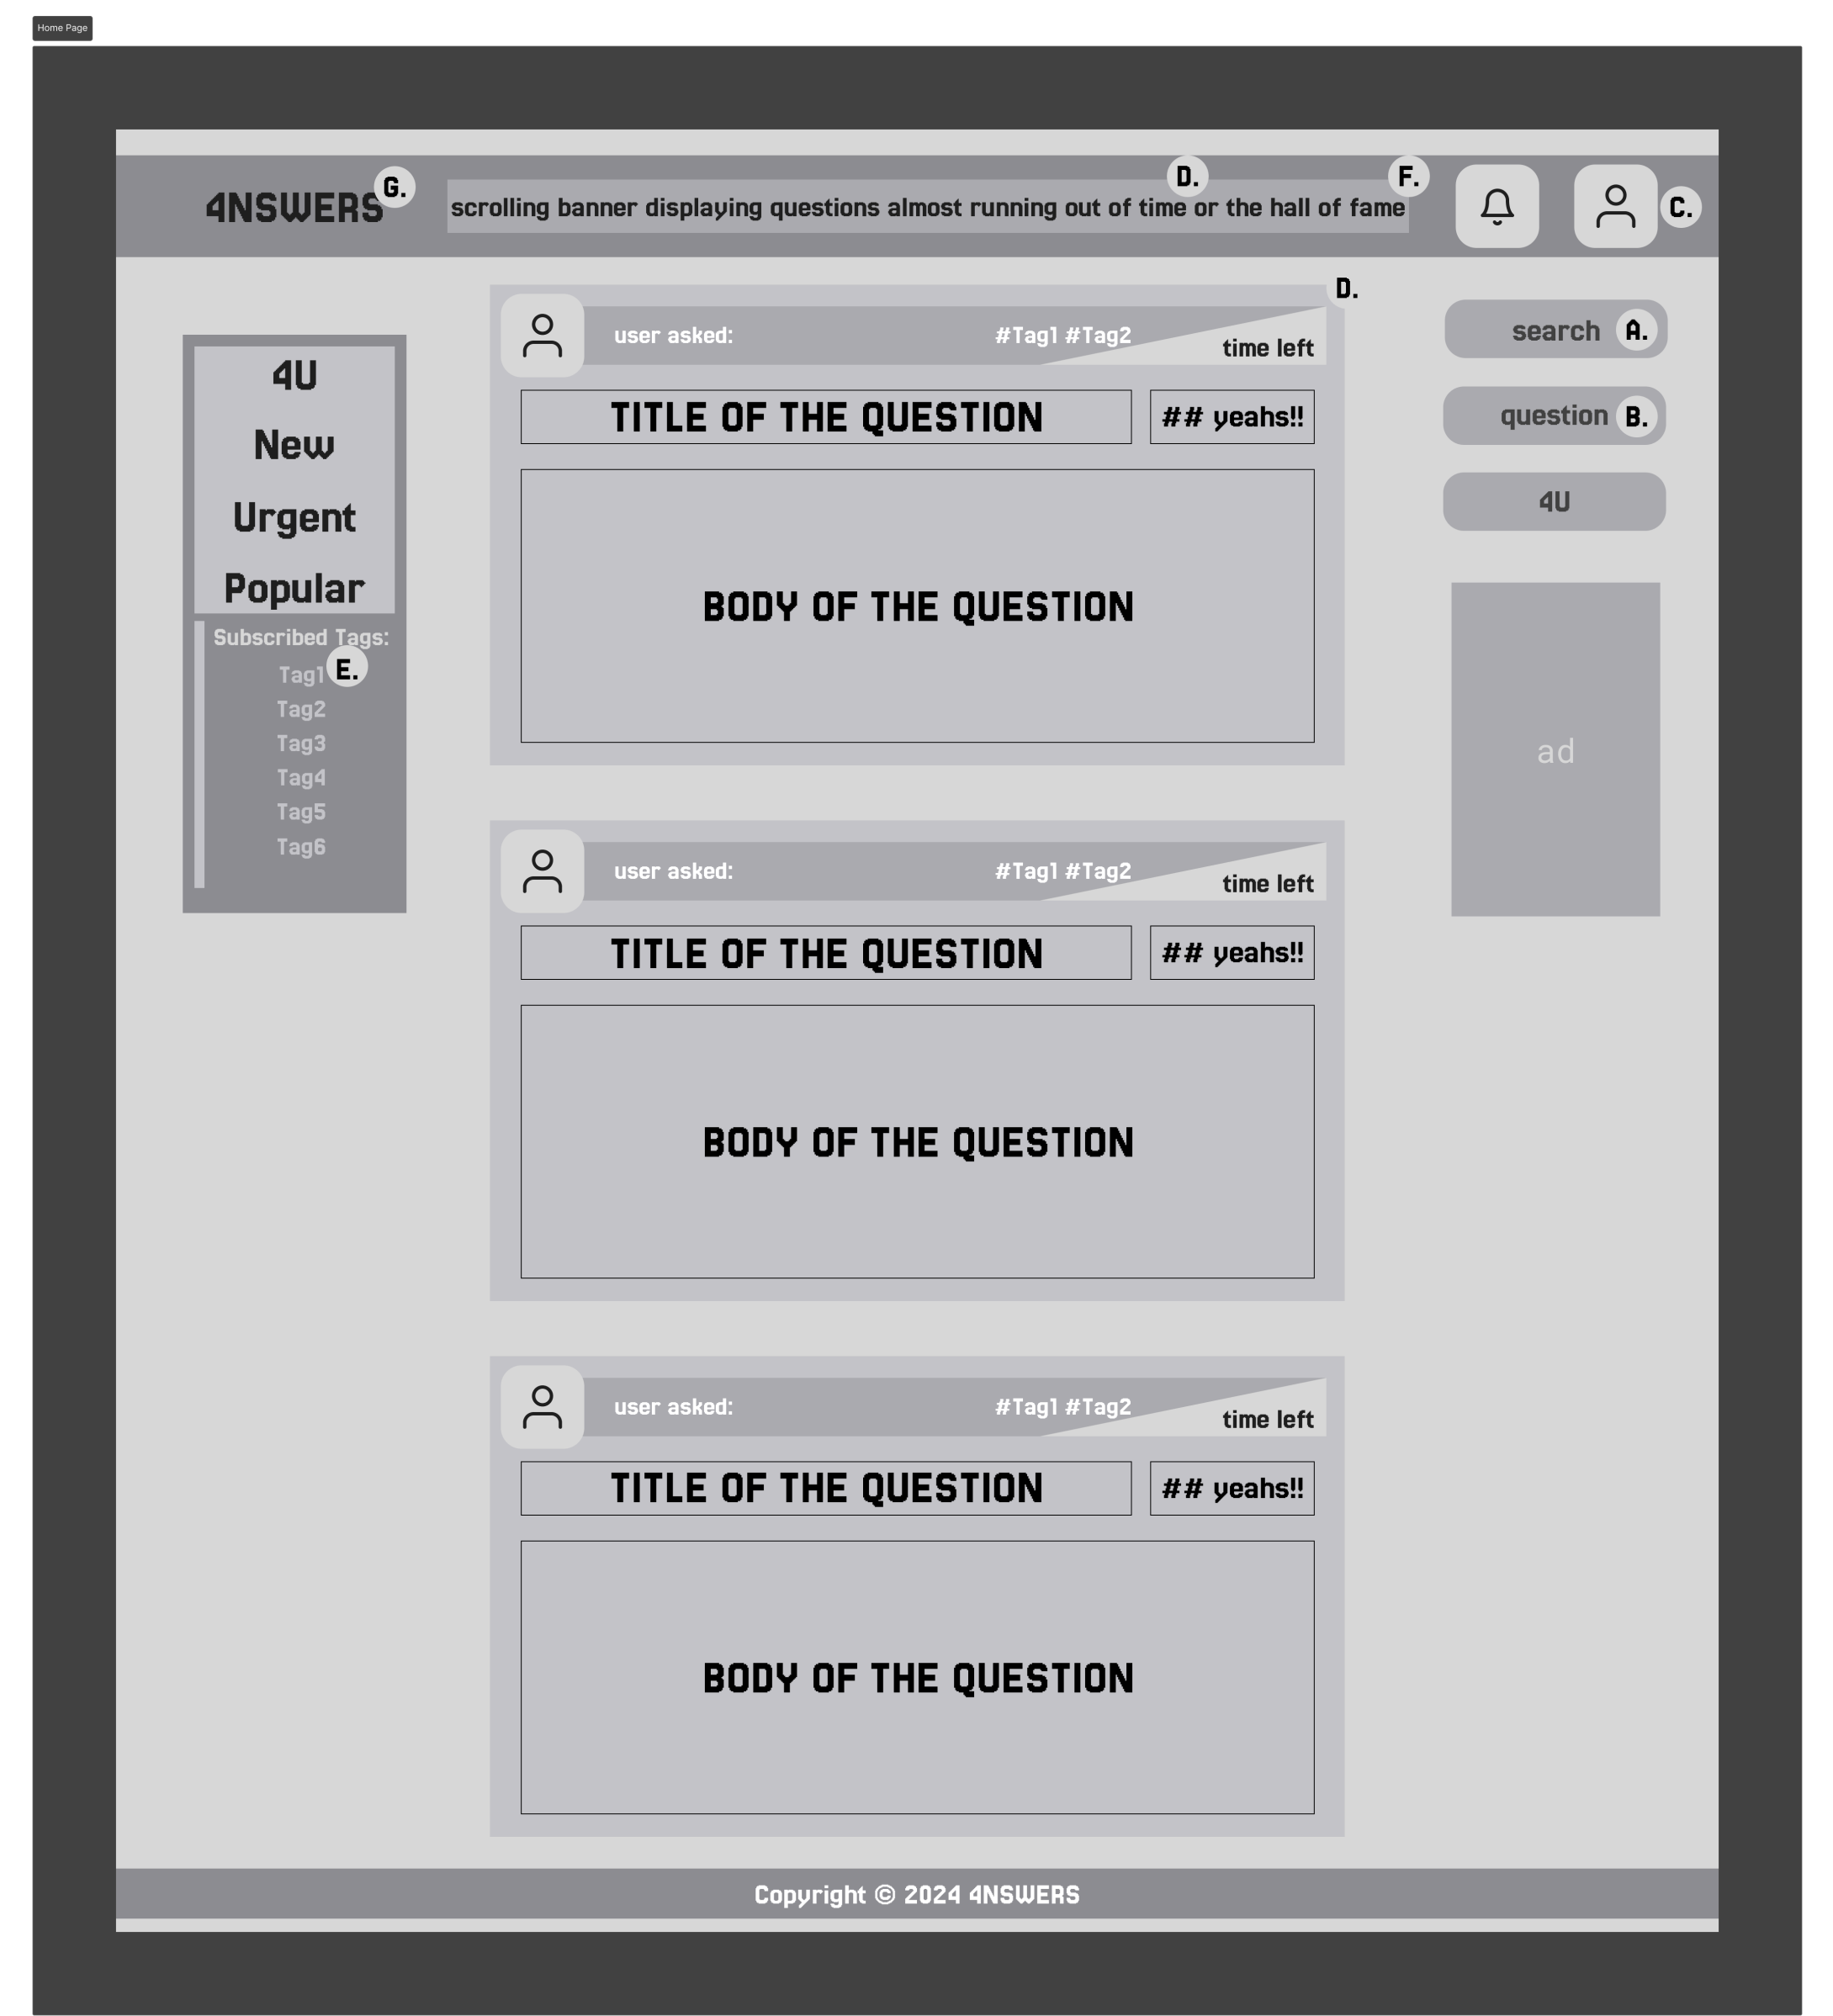 Home Page
4NSWERS
G.
scrolling banner displaying questions almost running out of time or the hall of fame
D.
F.
C.
4U
New
Urgent
Popular
Subscribed Tags:
Tag1
E.
Tag2
Tag3
Tag4
Tag5
Tag6
D.
user asked:
#Tag1 #Tag2
time left
TITLE OF THE QUESTION
## yeahs!!
BODY OF THE QUESTION
user asked:
#Tag1 #Tag2
time left
TITLE OF THE QUESTION
## yeahs!!
BODY OF THE QUESTION
user asked:
#Tag1 #Tag2
time left
TITLE OF THE QUESTION
## yeahs!!
BODY OF THE QUESTION
search
A.
question
B.
4U
ad
Copyright © 2024 4NSWERS